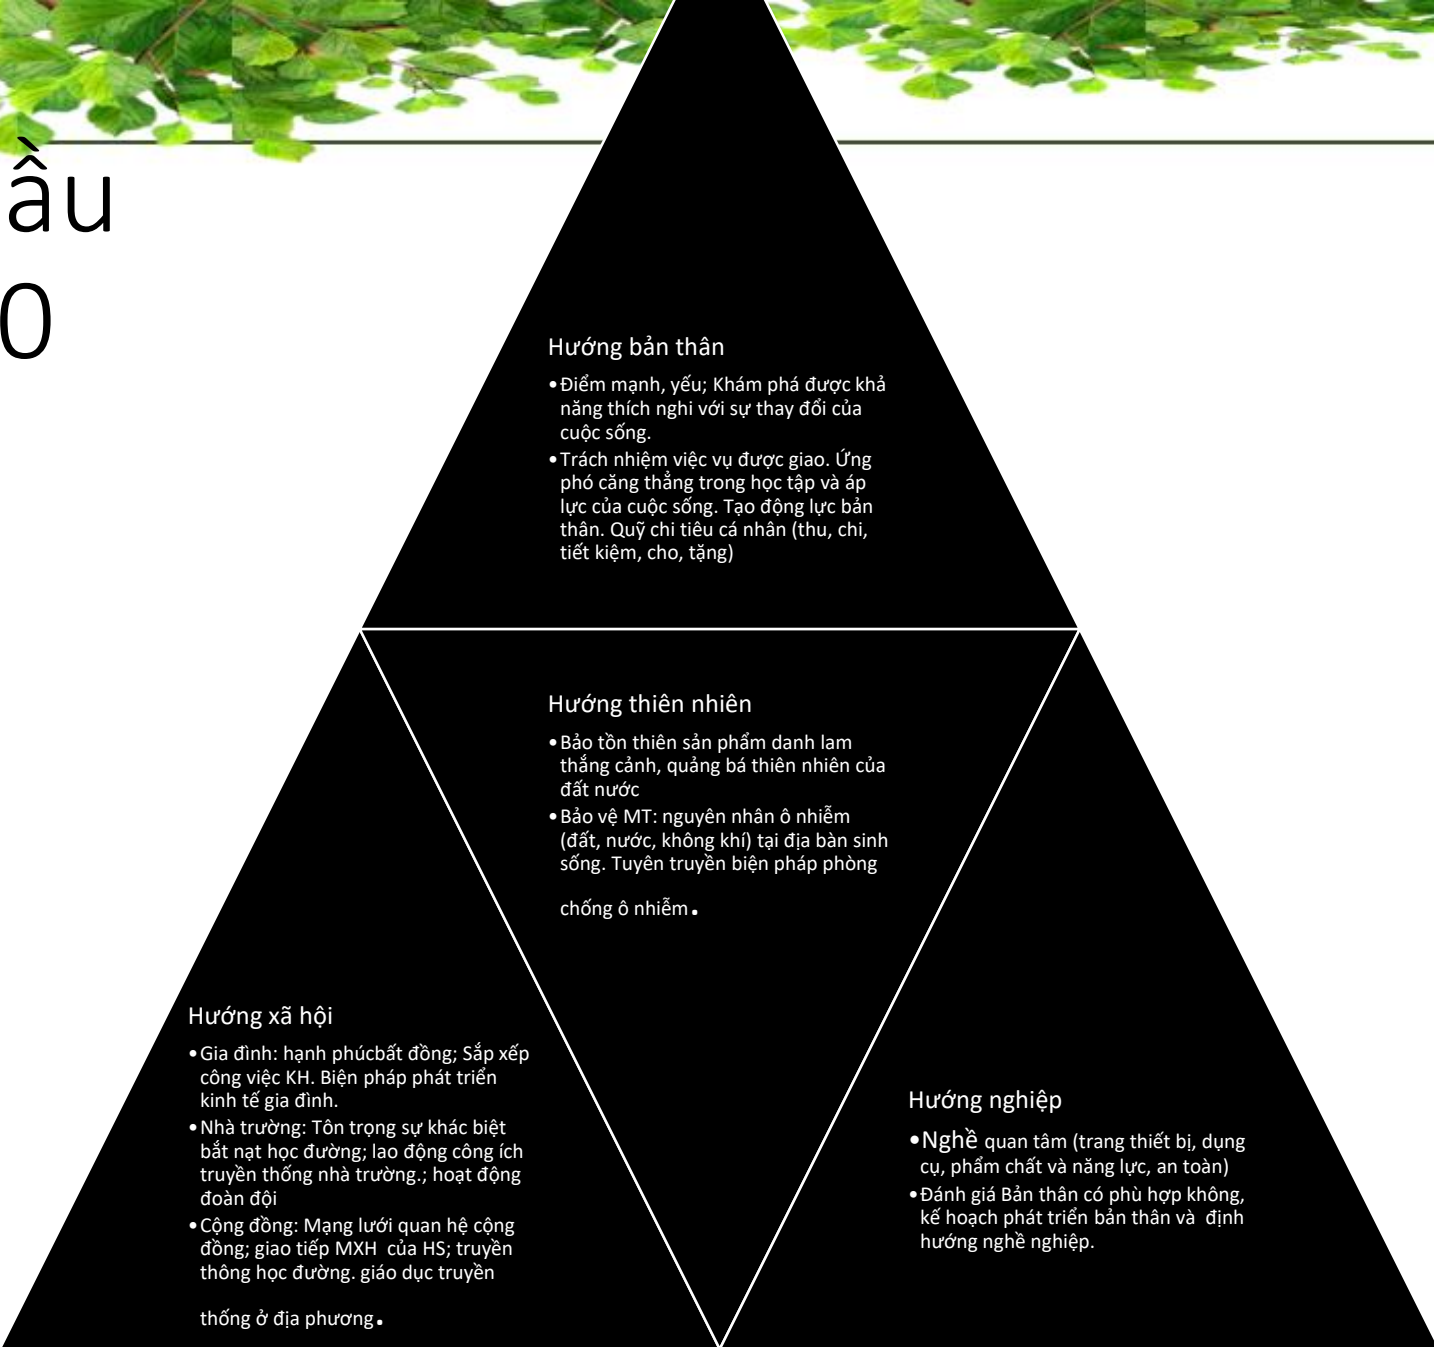 ầu
0
Hướng bản thân
•Điểm mạnh, yếu; Khám phá được khả
năng thích nghi với sự thay đổi của
cuộc sống.
•Trách nhiệm việc vụ được giao. Ứng
phó căng thẳng trong học tập và áp
lực của cuộc sống. Tạo động lực bản
thân. Quỹ chi tiêu cá nhân (thu, chi,
tiết kiệm, cho, tặng)
Hướng thiên nhiên
•Bảo tồn thiên sản phẩm danh lam
thắng cảnh, quảng bá thiên nhiên của
đất nước
•Bảo vệ MT: nguyên nhân ô nhiễm
(đất, nước, không khí) tại địa bàn sinh
sống. Tuyên truyền biện pháp phòng
chống ô nhiễm.
Hướng xã hội
•Gia đình: hạnh phúcbất đồng; Sắp xếp
công việc KH. Biện pháp phát triển
kinh tế gia đình.
•Nhà trường: Tôn trọng sự khác biệt
bắt nạt học đường; lao động công ích
truyền thống nhà trường.; hoạt động
đoàn đội
•Cộng đồng: Mạng lưới quan hệ cộng
đồng; giao tiếp MXH của HS; truyền
thông học đường. giáo dục truyền
thống ở địa phương.
Hướng nghiệp
•Nghề quan tâm (trang thiết bị, dụng
cụ, phẩm chất và năng lực, an toàn)
•Đánh giá Bản thân có phù hợp không,
kế hoạch phát triển bản thân và định
hướng nghề nghiệp.